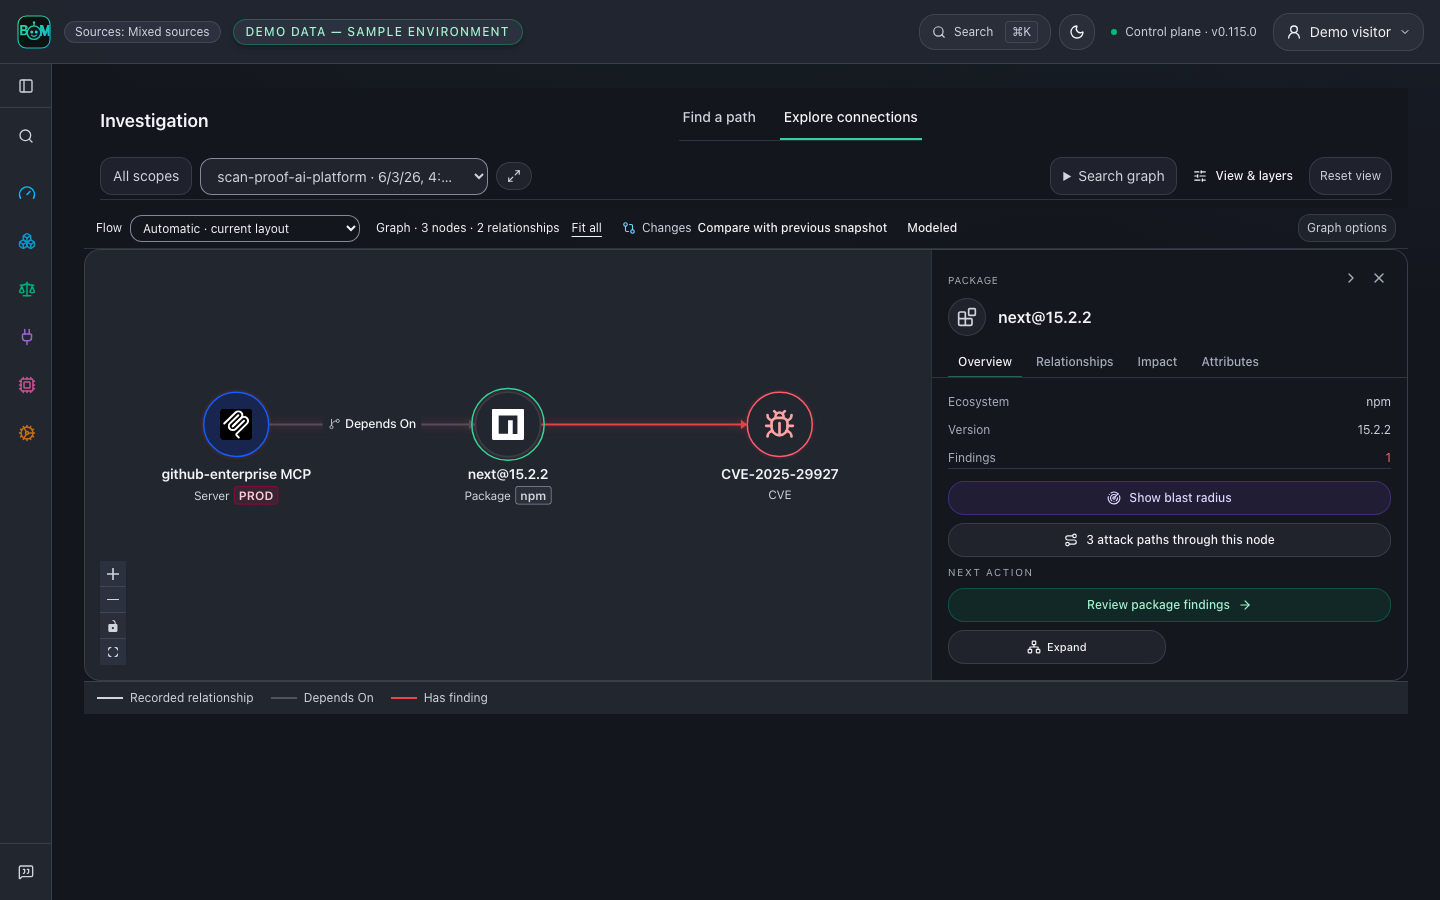 BOM
Sources: Mixed sources
DEMO DATA — SAMPLE ENVIRONMENT
Search ⌘K
Control plane · v0.115.0
Demo visitor
Investigation
Find a path
Explore connections
All scopes
scan-proof-ai-platform · 6/3/26, 4:...
Search graph
View & layers
Reset view
Flow
Automatic · current layout
Graph · 3 nodes · 2 relationships
Fit all
Changes
Compare with previous snapshot
Modeled
Graph options
Depends On
github-enterprise MCP
Server PROD
next@15.2.2
Package npm
CVE-2025-29927
CVE
PACKAGE
next@15.2.2
Overview
Relationships
Impact
Attributes
Ecosystem npm
Version 15.2.2
Findings 1
Show blast radius
3 attack paths through this node
NEXT ACTION
Review package findings
Expand
Recorded relationship
Depends On
Has finding